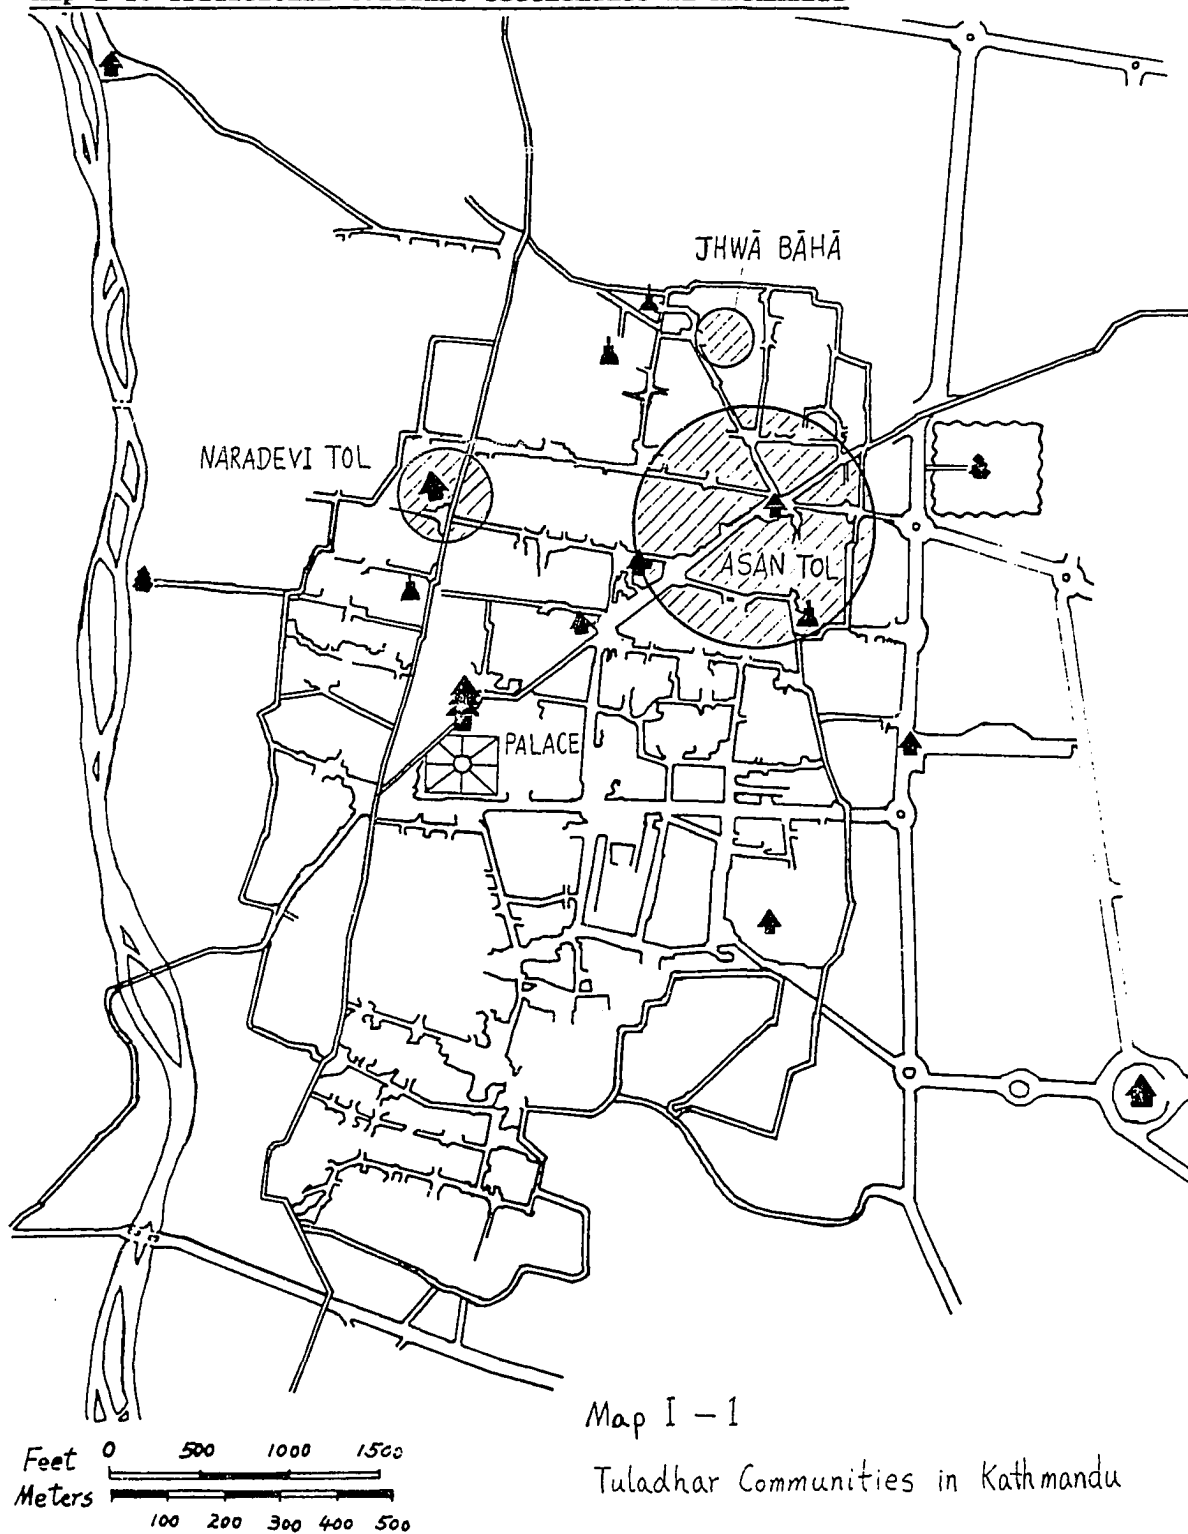 JHWĀ BĀHĀ
NARADEVI TOL
ASAN TOL
PALACE
Map I – 1
Tuladhar Communities in Kathmandu
Feet 0 500 1000 1500
Meters
100 200 300 400 500